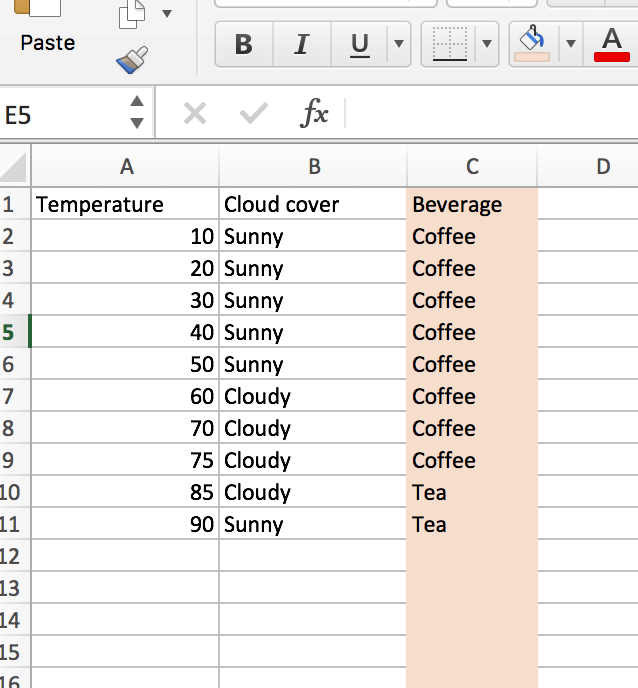 Paste
B I U A
E5 fx
A B C D
1 Temperature Cloud cover Beverage
2 10 Sunny Coffee
3 20 Sunny Coffee
4 30 Sunny Coffee
5 40 Sunny Coffee
6 50 Sunny Coffee
7 60 Cloudy Coffee
8 70 Cloudy Coffee
9 75 Cloudy Coffee
10 85 Cloudy Tea
11 90 Sunny Tea
12
13
14
15
16